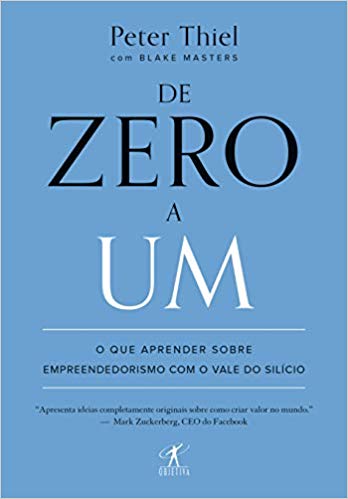 Peter Thiel
com BLAKE MASTERS
DE
ZERO
A
UM
O QUE APRENDER SOBRE
EMPREENDEDORISMO COM O VALE DO SILÍCIO
"Apresenta ideias completamente originais sobre como criar valor no mundo."
— Mark Zuckerberg, CEO do Facebook
OBJETIVA